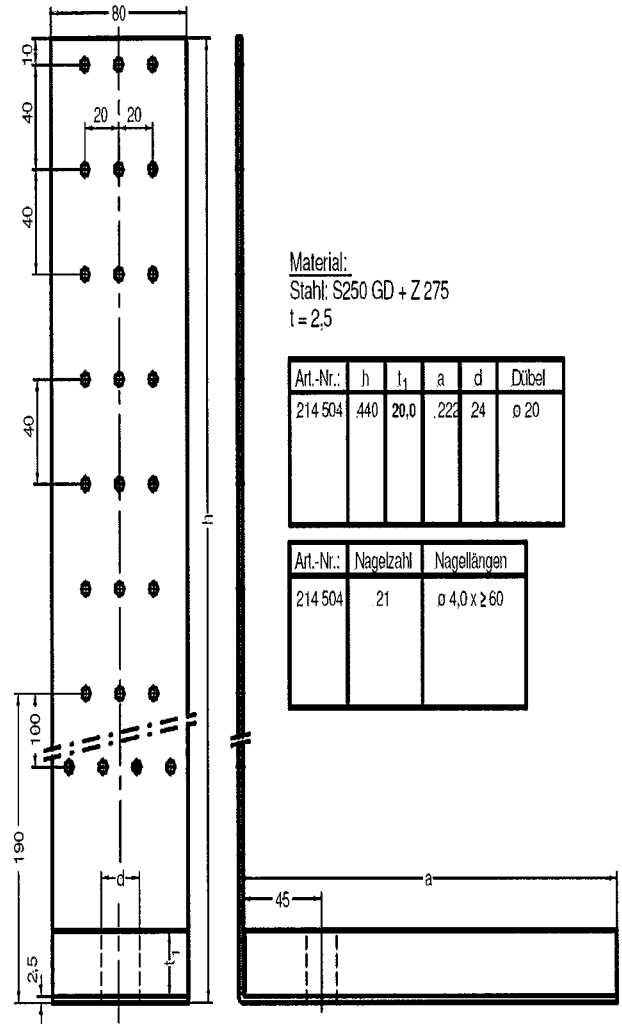 80
10
40
20 20
40
40
h
100
190
d
t1
2,5
Material:
Stahl: S250 GD + Z 275
t = 2,5
Art.-Nr.: h t1 a d Dübel
214 504 .440 20,0 .222 24 ø 20
Art.-Nr.: Nagelzahl Nagellängen
214 504 .21 ø 4,0 x ≥ 60
a
45